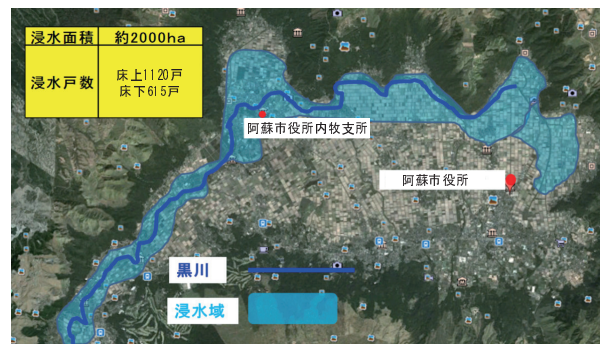 浸水面積 約2000ha
浸水戸数 床上1120戸
床下615戸
阿蘇市役所内牧支所
阿蘇市役所
黒川
浸水域